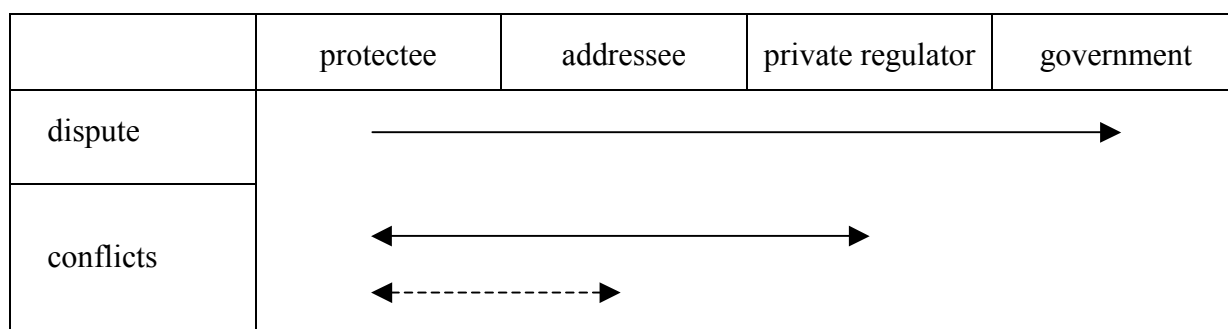 protectee addressee private regulator government
dispute
conflicts